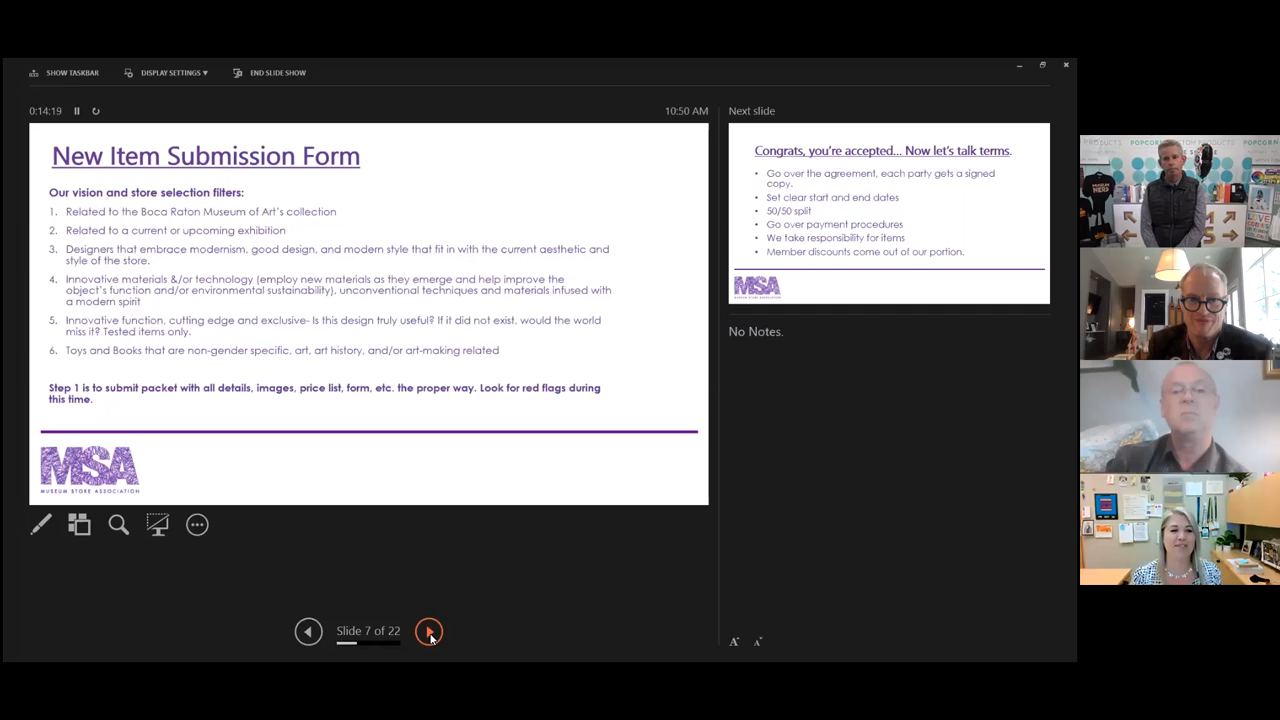 SHOW TASKBAR
DISPLAY SETTINGS ▾
END SLIDE SHOW
0:14:19
10:50 AM
New Item Submission Form
Our vision and store selection filters:
1. Related to the Boca Raton Museum of Art's collection
2. Related to a current or upcoming exhibition
3. Designers that embrace modernism, good design, and modern style that fit in with the current aesthetic and
style of the store.
4. Innovative materials &/or technology (employ new materials as they emerge and help improve the
object's function and/or environmental sustainability), unconventional techniques and materials infused with
a modern spirit
5. Innovative function, cutting edge and exclusive- Is this design truly useful? If it did not exist, would the world
miss it? Tested items only.
6. Toys and Books that are non-gender specific, art, art history, and/or art-making related
Step 1 is to submit packet with all details, images, price list, form, etc. the proper way. Look for red flags during
this time.
MSA
MUSEUM STORE ASSOCIATION
Slide 7 of 22
Next slide
Congrats, you're accepted... Now let's talk terms.
• Go over the agreement, each party gets a signed
copy.
• Set clear start and end dates
• 50/50 split
• Go over payment procedures
• We take responsibility for items
• Member discounts come out of our portion.
MSA
MUSEUM STORE ASSOCIATION
No Notes.
A
A
PRODUCTS
POPCORN
POPCORN
MUSEUM
NERD